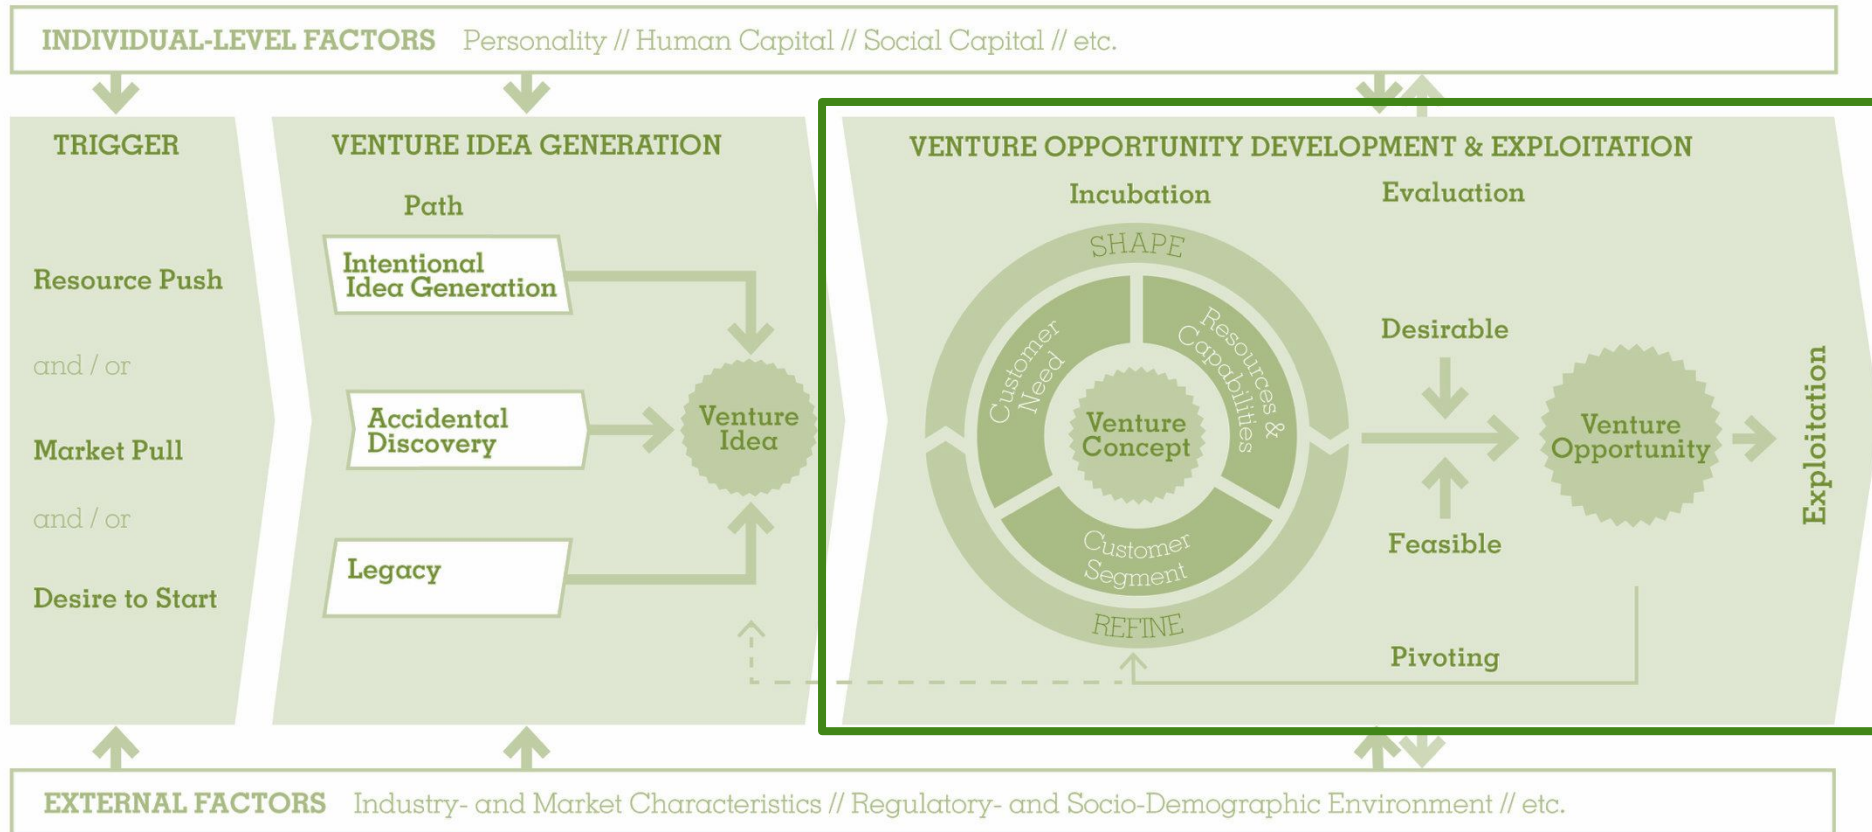 INDIVIDUAL-LEVEL FACTORS Personality // Human Capital // Social Capital // etc.
TRIGGER
Resource Push
and / or
Market Pull
and / or
Desire to Start
VENTURE IDEA GENERATION
Path
Intentional
Idea Generation
Accidental
Discovery
Legacy
Venture
Idea
VENTURE OPPORTUNITY DEVELOPMENT & EXPLOITATION
Incubation
Evaluation
SHAPE
Customer
Need
Resources &
Capabilities
Venture
Concept
Customer
Segment
REFINE
Desirable
Feasible
Venture
Opportunity
Exploitation
Pivoting
EXTERNAL FACTORS Industry- and Market Characteristics // Regulatory- and Socio-Demographic Environment // etc.